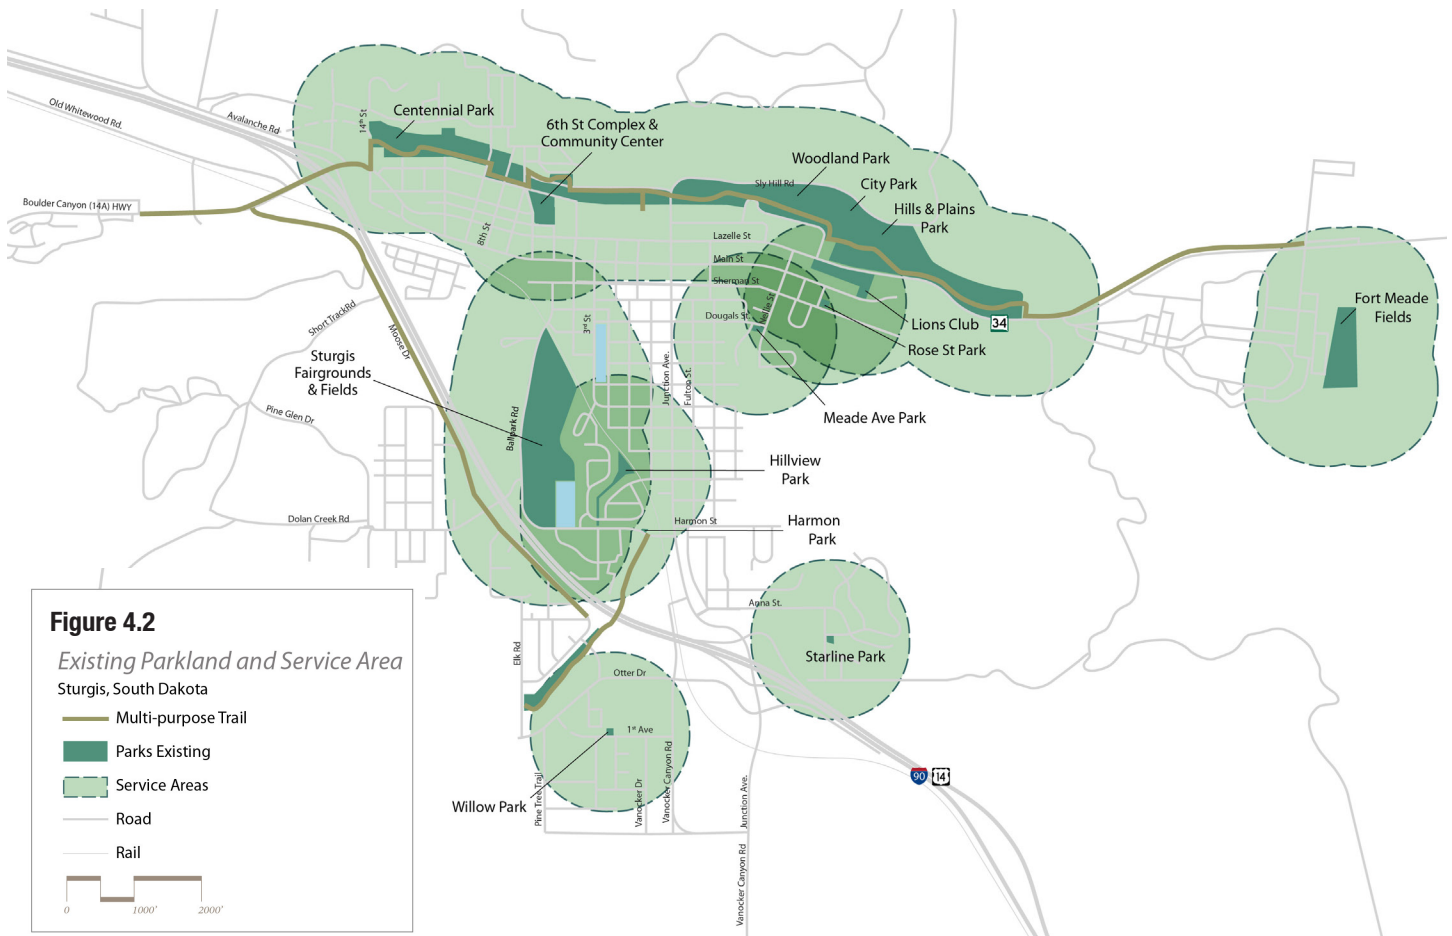 Old Whitewood Rd.
Avalanche Rd
14th St
Centennial Park
6th St Complex &
Community Center
Woodland Park
Sly Hill Rd
City Park
Hills & Plains
Park
Boulder Canyon (14A) HWY
8th St
Lazelle St
Main St
Sherman St
Nellie St
Dougals St.
Lions Club
34
Rose St Park
Fort Meade
Fields
Short TrackRd
Moose Dr
3rd St
Junction Ave.
Fulton St.
Sturgis
Fairgrounds
& Fields
Meade Ave Park
Pine Glen Dr
Ballpark Rd
Hillview
Park
Dolan Creek Rd
Harmon St
Harmon
Park
Anna St.
Starline Park
Elk Rd
Otter Dr
1st Ave
Willow Park
Pine Tree Trail
Vanocker Dr
Vanocker Canyon Rd
Junction Ave.
Vanocker Canyon Rd
90
14
Figure 4.2
Existing Parkland and Service Area
Sturgis, South Dakota
Multi-purpose Trail
Parks Existing
Service Areas
Road
Rail
0 1000' 2000'